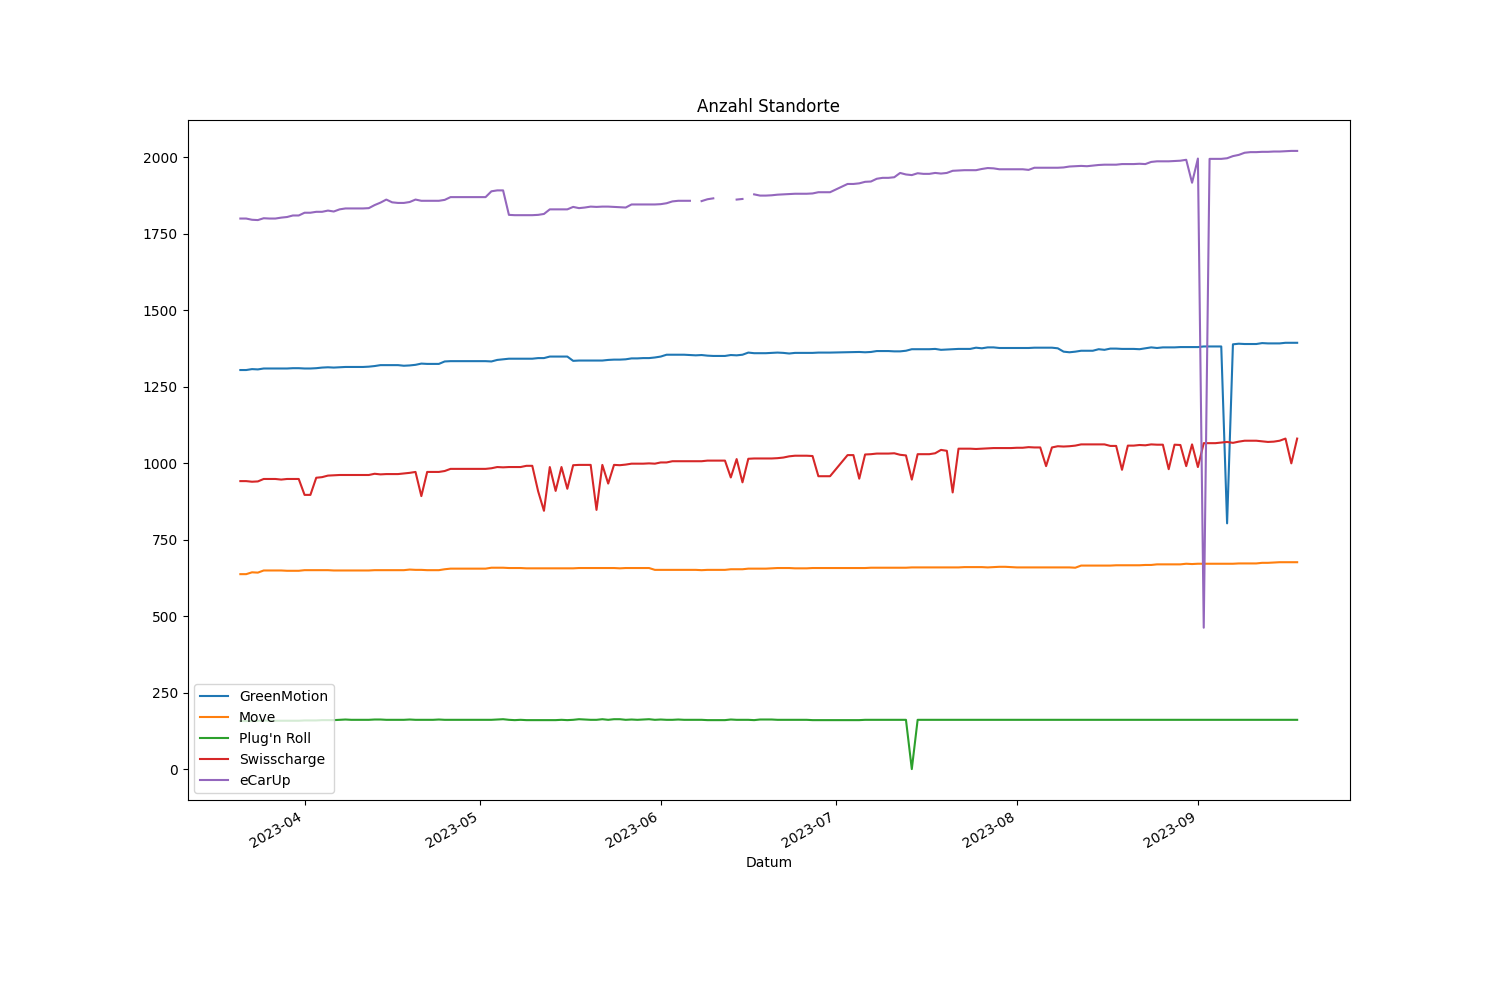 Anzahl Standorte
2000
1750
1500
1250
1000
750
500
250
0
GreenMotion
Move
Plug'n Roll
Swisscharge
eCarUp
2023-04
2023-05
2023-06
2023-07
2023-08
2023-09
Datum